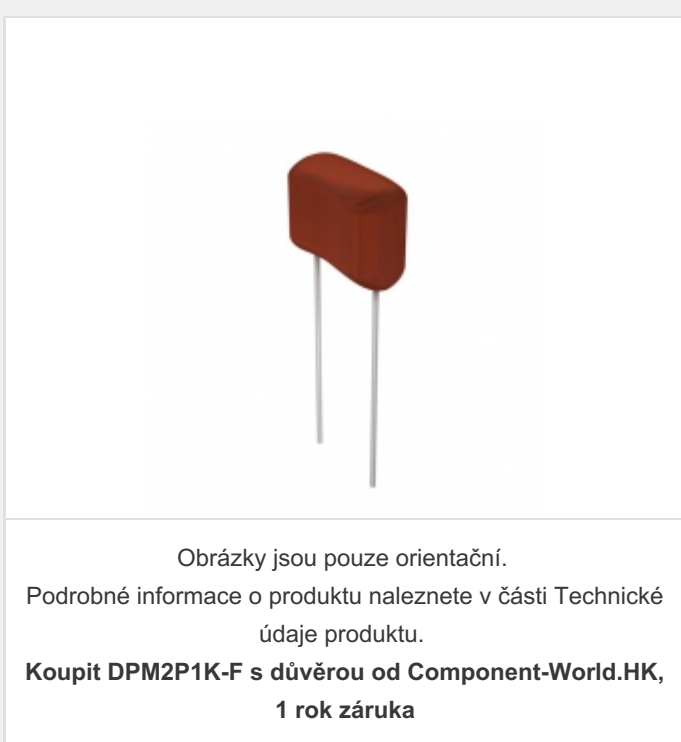 Obrázky jsou pouze orientační.
Podrobné informace o produktu naleznete v části Technické
údaje produktu.
Koupit DPM2P1K-F s důvěrou od Component-World.HK,
1 rok záruka